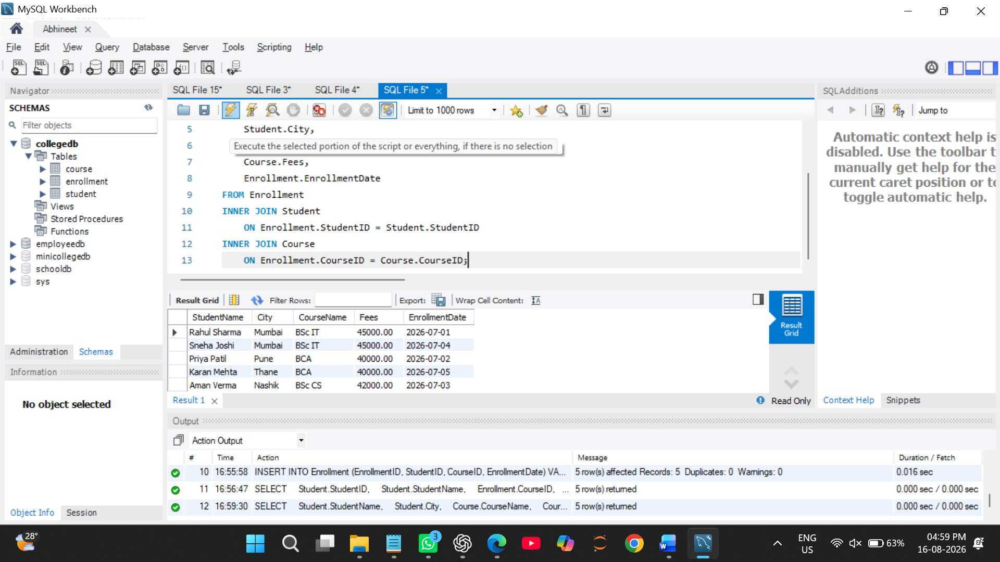 MySQL Workbench
Abhineet
File Edit View Query Database Server Tools Scripting Help
Navigator
SCHEMAS
Filter objects
collegedb
Tables
course
enrollment
student
Views
Stored Procedures
Functions
employeedb
minicollegedb
schooldb
sys
Administration Schemas
Information
No object selected
Object Info Session
SQL File 15* SQL File 3* SQL File 4* SQL File 5*
Limit to 1000 rows
5 Student.City,
6
Execute the selected portion of the script or everything, if there is no selection
7 Course.Fees,
8 Enrollment.EnrollmentDate
9 FROM Enrollment
10 INNER JOIN Student
11 ON Enrollment.StudentID = Student.StudentID
12 INNER JOIN Course
13 ON Enrollment.CourseID = Course.CourseID;
Result Grid Filter Rows: Export: Wrap Cell Content:
StudentName City CourseName Fees EnrollmentDate
Rahul Sharma Mumbai BSc IT 45000.00 2026-07-01
Sneha Joshi Mumbai BSc IT 45000.00 2026-07-04
Priya Patil Pune BCA 40000.00 2026-07-02
Karan Mehta Thane BCA 40000.00 2026-07-05
Aman Verma Nashik BSc CS 42000.00 2026-07-03
Result
Grid
Result 1
Read Only
SQLAdditions
Jump to
Automatic context help is
disabled. Use the toolbar t
manually get help for the
current caret position or to
toggle automatic help.
Context Help Snippets
Output
Action Output
# Time Action Message Duration / Fetch
10 16:55:58 INSERT INTO Enrollment (EnrollmentID, StudentID, CourseID, EnrollmentDate) VA... 5 row(s) affected Records: 5 Duplicates: 0 Warnings: 0 0.016 sec
11 16:56:47 SELECT Student.StudentID, Student.StudentName, Enrollment.CourseID, ... 5 row(s) returned 0.000 sec / 0.000 sec
12 16:59:30 SELECT Student.StudentName, Student.City, Course.CourseName, Cour... 5 row(s) returned 0.000 sec / 0.000 sec
28°
3
ENG
US
63%
04:59 PM
16-08-2026